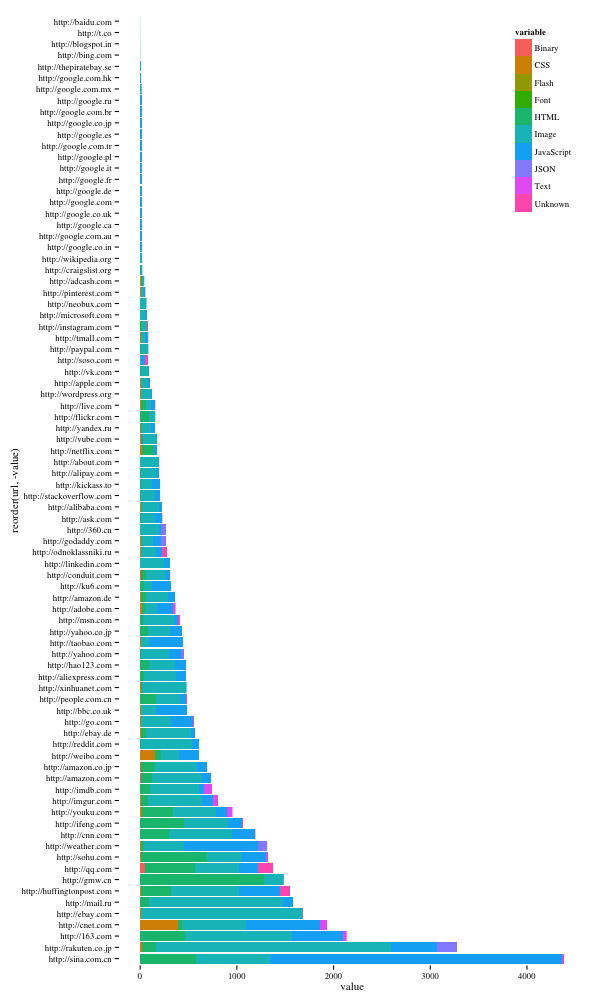 http://baidu.com
http://t.co
http://blogspot.in
http://bing.com
http://thepiratebay.se
http://google.com.hk
http://google.com.mx
http://google.ru
http://google.com.br
http://google.co.jp
http://google.es
http://google.com.tr
http://google.pl
http://google.it
http://google.fr
http://google.de
http://google.com
http://google.co.uk
http://google.ca
http://google.com.au
http://google.co.in
http://wikipedia.org
http://craigslist.org
http://adcash.com
http://pinterest.com
http://neobux.com
http://microsoft.com
http://instagram.com
http://tmall.com
http://paypal.com
http://soso.com
http://vk.com
http://apple.com
http://wordpress.org
http://live.com
http://flickr.com
http://yandex.ru
http://vube.com
http://netflix.com
http://about.com
http://alipay.com
http://kickass.to
http://stackoverflow.com
http://alibaba.com
http://ask.com
http://360.cn
http://godaddy.com
http://odnoklassniki.ru
http://linkedin.com
http://conduit.com
http://ku6.com
http://amazon.de
http://adobe.com
http://msn.com
http://yahoo.co.jp
http://taobao.com
http://yahoo.com
http://hao123.com
http://aliexpress.com
http://xinhuanet.com
http://people.com.cn
http://bbc.co.uk
http://go.com
http://ebay.de
http://reddit.com
http://weibo.com
http://amazon.co.jp
http://amazon.com
http://imdb.com
http://imgur.com
http://youku.com
http://ifeng.com
http://cnn.com
http://weather.com
http://sohu.com
http://qq.com
http://gmw.cn
http://huffingtonpost.com
http://mail.ru
http://ebay.com
http://cnet.com
http://163.com
http://rakuten.co.jp
http://sina.com.cn
reorder(url, -value)
0 1000 2000 3000 4000
value
variable
Binary
CSS
Flash
Font
HTML
Image
JavaScript
JSON
Text
Unknown